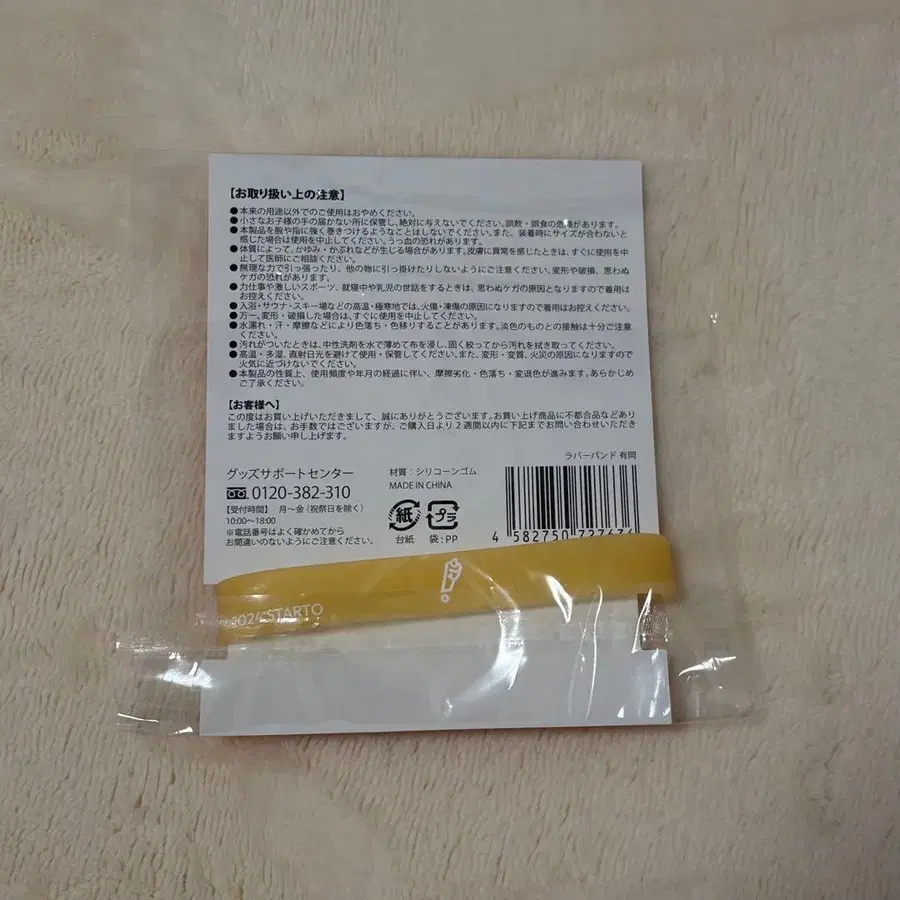 【お取り扱い上の注意】
●本来の用途以外でのご使用はおやめください。
●小さなお子様の手の届かない所に保管し、絶対に与えないでください。誤飲・誤食の危険があります。
●本製品を腕や指に強く巻きつけるようなことはしないでください。また、装着時にサイズが合わないと
感じた場合は使用を中止してください。うっ血の恐れがあります。
●体質によって、かゆみ・かぶれなどが生じる場合があります。皮膚に異常を感じたときは、すぐに使用を中
止して医師にご相談ください。
●無理な力で引っ張ったり、他の物に引っ掛けたりしないようにご注意ください。変形や破損、思わぬ
ケガの恐れがあります。
●力仕事や激しいスポーツ、就寝中や乳児の世話をするときは、思わぬケガの原因となりますので着用は
お控えください。
●入浴・サウナ・スキー場などの高温・極寒地では、火傷・凍傷の原因になりますので着用はお控えください。
●万一、変形・破損した場合は、すぐに使用を中止してください。
●水濡れ・汗・摩擦などにより色落ち・色移りすることがあります。淡色のものとの接触は十分ご注意
ください。
●汚れがついたときは、中性洗剤を水で薄めて布を浸し、固く絞ってから汚れを拭き取ってください。
●高温・多湿、直射日光を避けて使用・保管してください。また、変形・変質、火災の原因になりますので
火気に近づけないでください。
●本製品の性質上、使用頻度や年月の経過に伴い、摩擦劣化・色落ち・変退色が進みます。あらかじめ
ご了承ください。
【お客様へ】
この度はお買い上げいただきまして、誠にありがとうございます。お買い上げ商品に不都合品などあり
ました場合は、お手数ではございますが、ご購入日より2週間以内に下記までお問い合わせいただき
ますようお願い申し上げます。
ラバーバンド 有岡
グッズサポートセンター
0120-382-310
【受付時間】 月〜金(祝祭日を除く)
10:00〜18:00
※電話番号はよく確かめてから
お間違いのないようにご注意ください。
材質:シリコーンゴム
MADE IN CHINA
紙
プラ
台紙
袋:PP
4 582750 727676
2024 STARTO